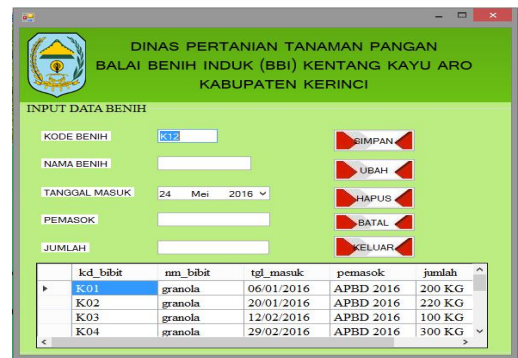 DINAS PERTANIAN TANAMAN PANGAN
BALAI BENIH INDUK (BBI) KENTANG KAYU ARO
KABUPATEN KERINCI
INPUT DATA BENIH
KODE BENIH K12 SIMPAN
NAMA BENIH UBAH
TANGGAL MASUK 24 Mei 2016 HAPUS
PEMASOK BATAL
JUMLAH KELUAR
kd_bibit nm_bibit tgl_masuk pemasok jumlah
K01 granola 06/01/2016 APBD 2016 200 KG
K02 granola 20/01/2016 APBD 2016 220 KG
K03 granola 12/02/2016 APBD 2016 100 KG
K04 granola 29/02/2016 APBD 2016 300 KG